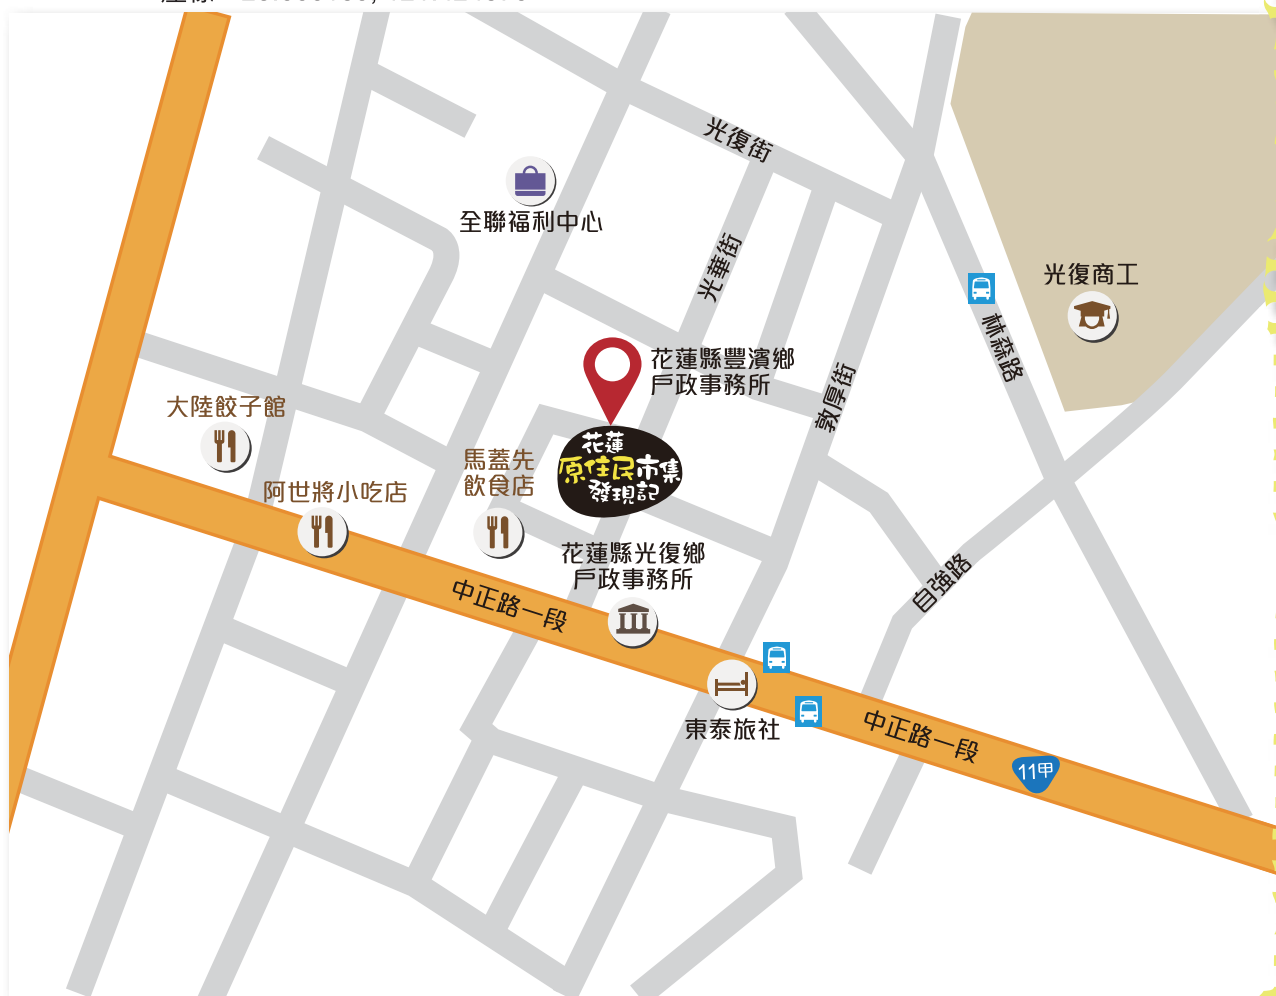 光復街
全聯福利中心
光華街
光復商工
林森路
花蓮縣豐濱鄉
戶政事務所
敦厚街
大陸餃子館
花蓮
原住民市集
發現記
馬蓋先
飲食店
阿世將小吃店
花蓮縣光復鄉
戶政事務所
自強路
中正路一段
東泰旅社
中正路一段
11甲